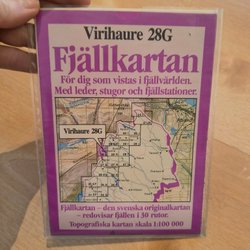 Virihaure 28G
Fjällkartan
För dig som vistas i fjällvärlden.
Med leder, stugor och fjällstationer.
Virihaure 28G
Fjällkartan – den svenska originalkartan
– redovisar fjällen i 30 rutor.
Topografiska kartan skala 1:100 000